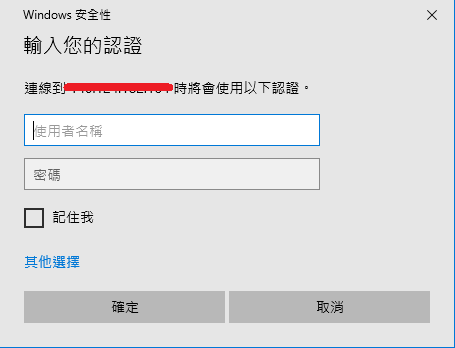 Windows 安全性
輸入您的認證
連線到 時將會使用以下認證。
使用者名稱
密碼
記住我
其他選擇
確定
取消